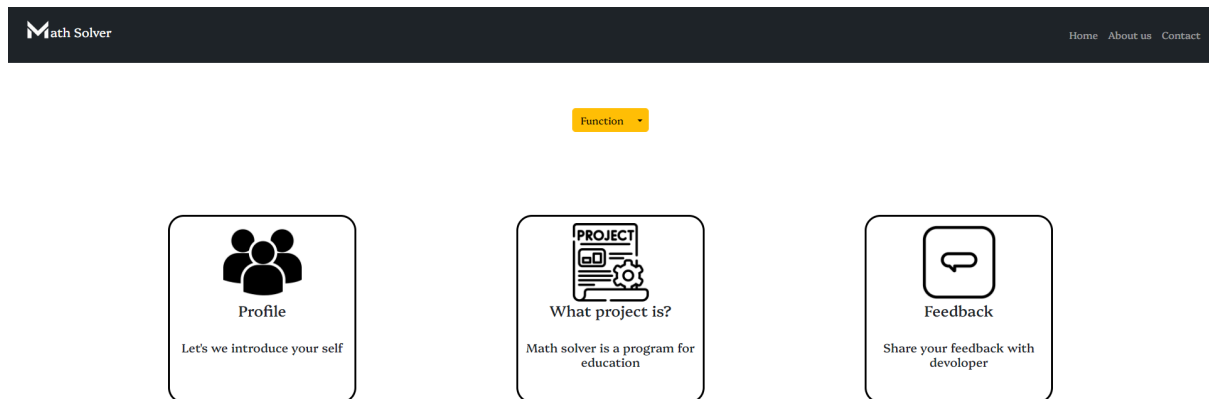 Math Solver
Home About us Contact
Function
PROJECT
Profile
Let's we introduce your self
What project is?
Math solver is a program for
education
Feedback
Share your feedback with
devoloper